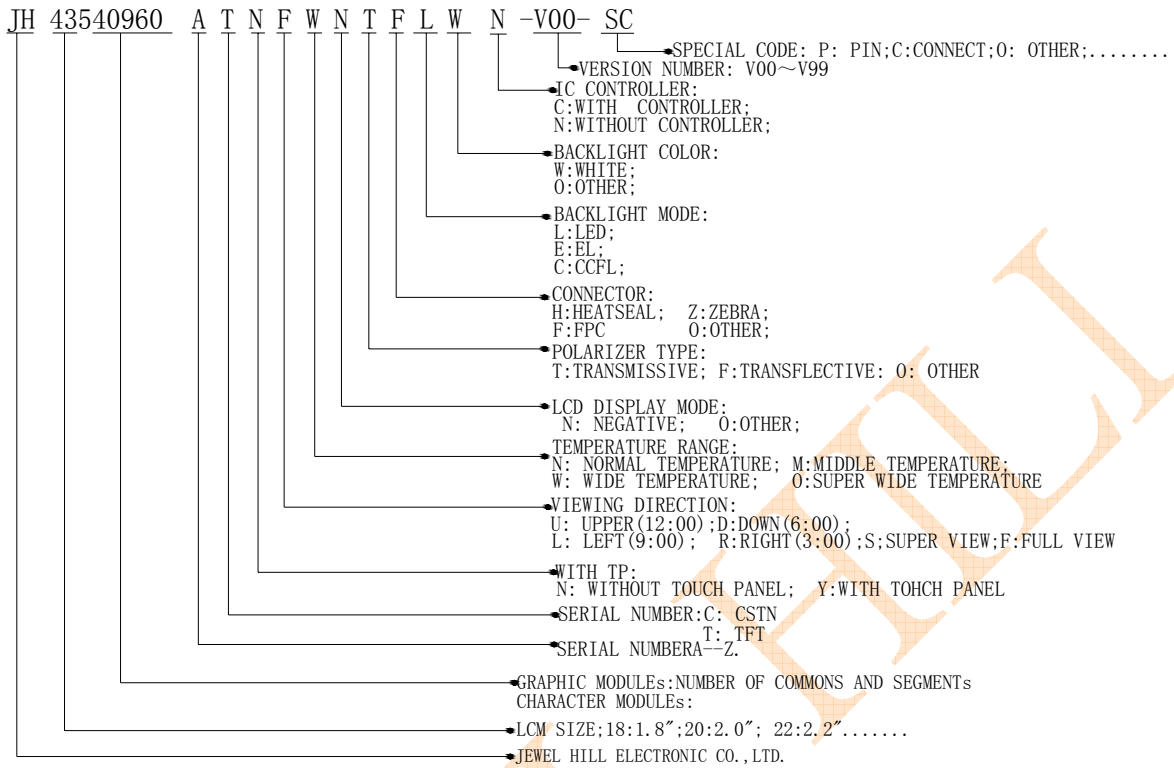 JH 43540960 A T N F W N T F L W N -V00- SC
SPECIAL CODE: P: PIN;C:CONNECT;O: OTHER;........
VERSION NUMBER: V00～V99
IC CONTROLLER:
C:WITH CONTROLLER;
N:WITHOUT CONTROLLER;
BACKLIGHT COLOR:
W:WHITE;
O:OTHER;
BACKLIGHT MODE:
L:LED;
E:EL;
C:CCFL;
CONNECTOR:
H:HEATSEAL; Z:ZEBRA;
F:FPC O:OTHER;
POLARIZER TYPE:
T:TRANSMISSIVE; F:TRANSFLECTIVE: O: OTHER
LCD DISPLAY MODE:
N: NEGATIVE; O:OTHER;
TEMPERATURE RANGE:
N: NORMAL TEMPERATURE; M:MIDDLE TEMPERATURE;
W: WIDE TEMPERATURE; O:SUPER WIDE TEMPERATURE
VIEWING DIRECTION:
U: UPPER(12:00);D:DOWN(6:00);
L: LEFT(9:00); R:RIGHT(3:00);S;SUPER VIEW;F:FULL VIEW
WITH TP:
N: WITHOUT TOUCH PANEL; Y:WITH TOHCH PANEL
SERIAL NUMBER:C: CSTN
T: TFT
SERIAL NUMBERA--Z.
GRAPHIC MODULEs:NUMBER OF COMMONS AND SEGMENTs
CHARACTER MODULEs:
LCM SIZE;18:1.8″;20:2.0″; 22:2.2″.......
JEWEL HILL ELECTRONIC CO.,LTD.
HILI